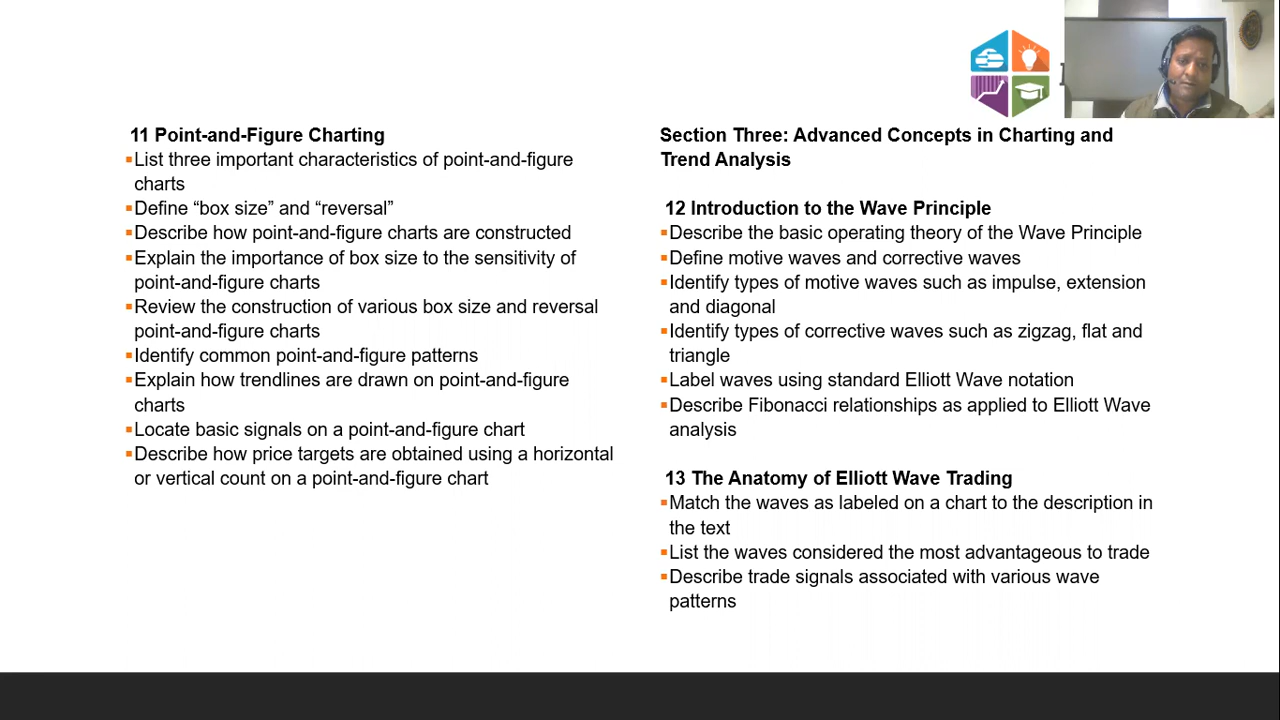 11 Point-and-Figure Charting
▪List three important characteristics of point-and-figure
charts
▪Define “box size” and “reversal”
▪Describe how point-and-figure charts are constructed
▪Explain the importance of box size to the sensitivity of
point-and-figure charts
▪Review the construction of various box size and reversal
point-and-figure charts
▪Identify common point-and-figure patterns
▪Explain how trendlines are drawn on point-and-figure
charts
▪Locate basic signals on a point-and-figure chart
▪Describe how price targets are obtained using a horizontal
or vertical count on a point-and-figure chart
Section Three: Advanced Concepts in Charting and
Trend Analysis
12 Introduction to the Wave Principle
▪Describe the basic operating theory of the Wave Principle
▪Define motive waves and corrective waves
▪Identify types of motive waves such as impulse, extension
and diagonal
▪Identify types of corrective waves such as zigzag, flat and
triangle
▪Label waves using standard Elliott Wave notation
▪Describe Fibonacci relationships as applied to Elliott Wave
analysis
13 The Anatomy of Elliott Wave Trading
▪Match the waves as labeled on a chart to the description in
the text
▪List the waves considered the most advantageous to trade
▪Describe trade signals associated with various wave
patterns